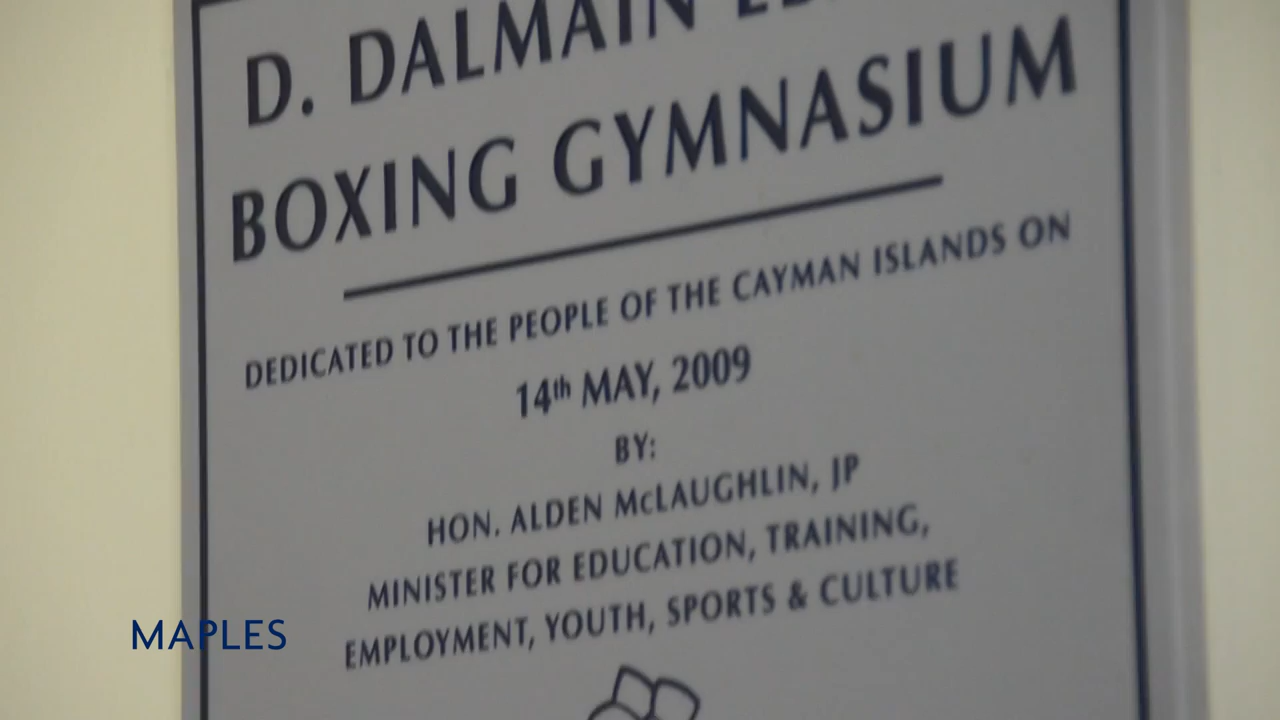 D. DALMAIN
BOXING GYMNASIUM
DEDICATED TO THE PEOPLE OF THE CAYMAN ISLANDS ON
14th MAY, 2009
BY:
HON. ALDEN McLAUGHLIN, JP
MINISTER FOR EDUCATION, TRAINING,
EMPLOYMENT, YOUTH, SPORTS & CULTURE
MAPLES